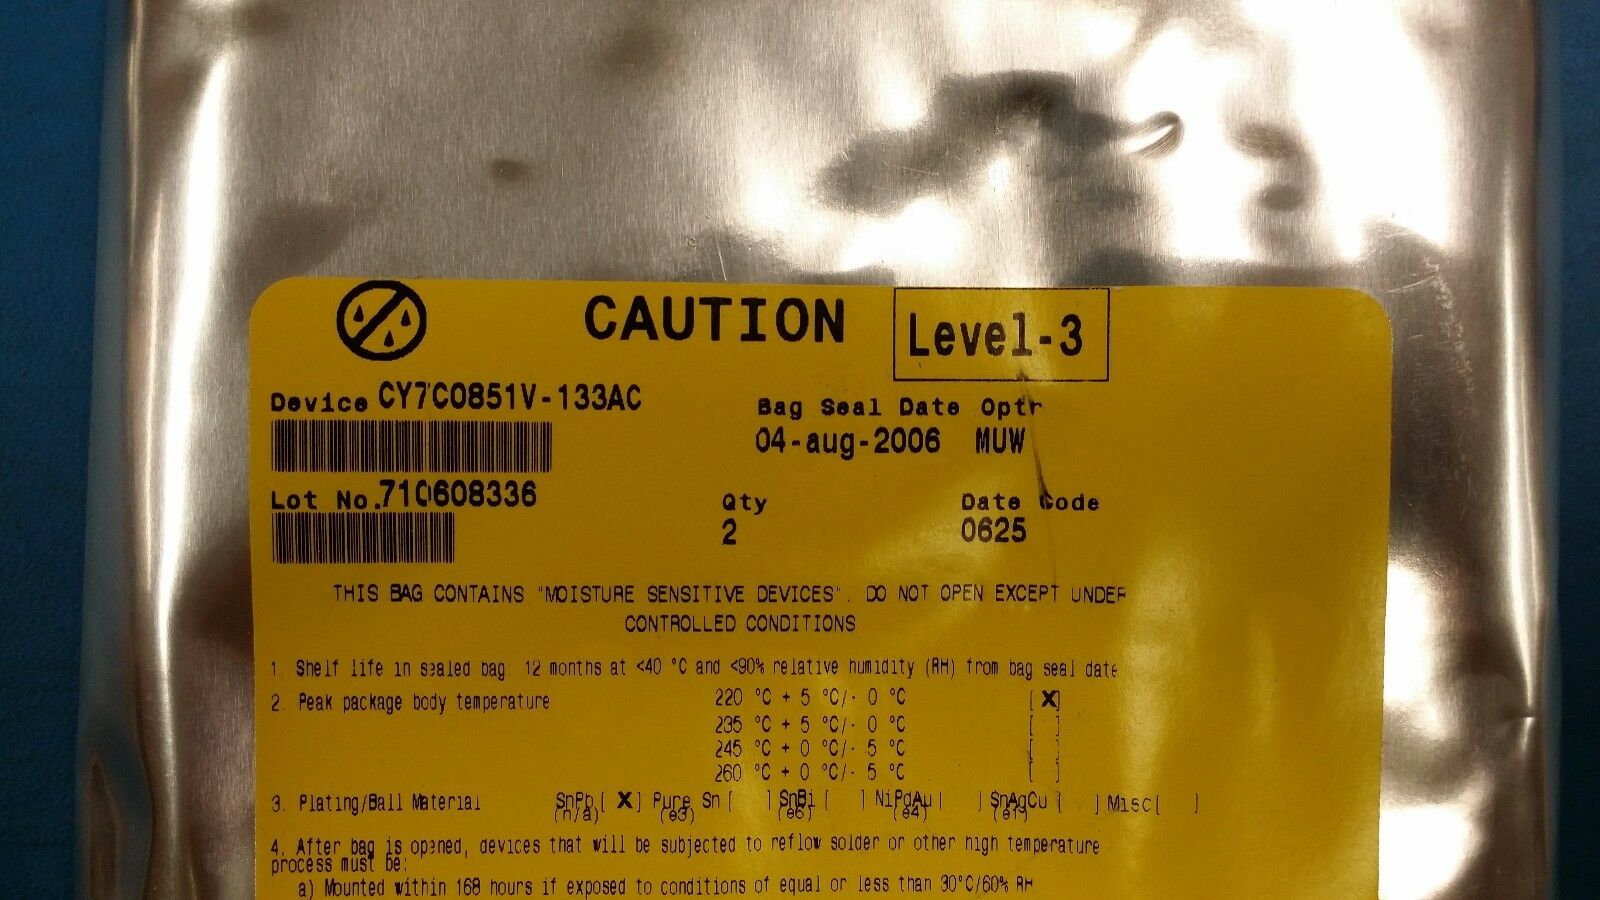 CAUTION Level-3
Device CY7C0851V-133AC
Bag Seal Date Optr
04-aug-2006 MUW
Lot No. 710608336
Qty Date Code
2 0625
THIS BAG CONTAINS "MOISTURE SENSITIVE DEVICES". DO NOT OPEN EXCEPT UNDER
CONTROLLED CONDITIONS
1. Shelf life in sealed bag: 12 months at <40 °C and <90% relative humidity (RH) from bag seal date
2. Peak package body temperature 220 °C + 5 °C/- 0 °C [X]
235 °C + 5 °C/- 0 °C [ ]
245 °C + 0 °C/- 5 °C [ ]
260 °C + 0 °C/- 5 °C [ ]
3. Plating/Ball Material SnPb[ X ] Pure Sn [ ] SnBi [ ] NiPdAu[ ] SnAgCu [ ] Misc[ ]
(n/a) (e3) (e6) (e4) (e1)
4. After bag is opened, devices that will be subjected to reflow solder or other high temperature
process must be:
a) Mounted within 168 hours if exposed to conditions of equal or less than 30°C/60% RH